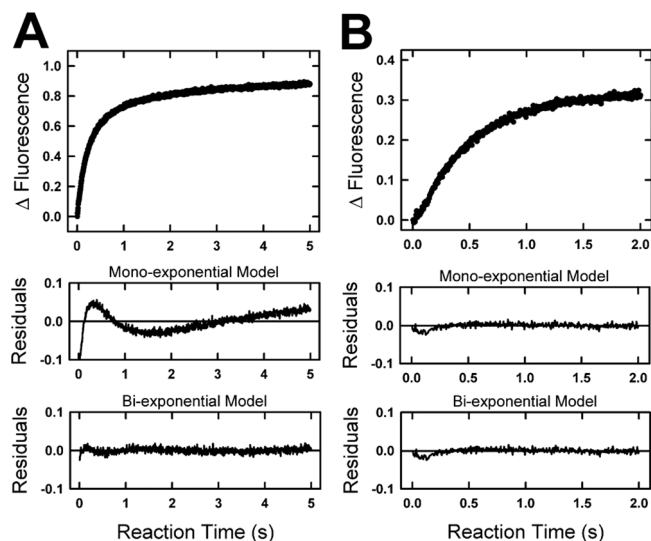 A
1.0
0.8
0.6
0.4
0.2
0.0
Δ Fluorescence
0 1 2 3 4 5
Mono-exponential Model
0.1
0.0
-0.1
Residuals
0 1 2 3 4 5
Bi-exponential Model
0.1
0.0
-0.1
Residuals
0 1 2 3 4 5
Reaction Time (s)
B
0.4
0.3
0.2
0.1
0.0
Δ Fluorescence
0.0 0.5 1.0 1.5 2.0
Mono-exponential Model
0.1
0.0
-0.1
Residuals
0.0 0.5 1.0 1.5 2.0
Bi-exponential Model
0.1
0.0
-0.1
Residuals
0.0 0.5 1.0 1.5 2.0
Reaction Time (s)